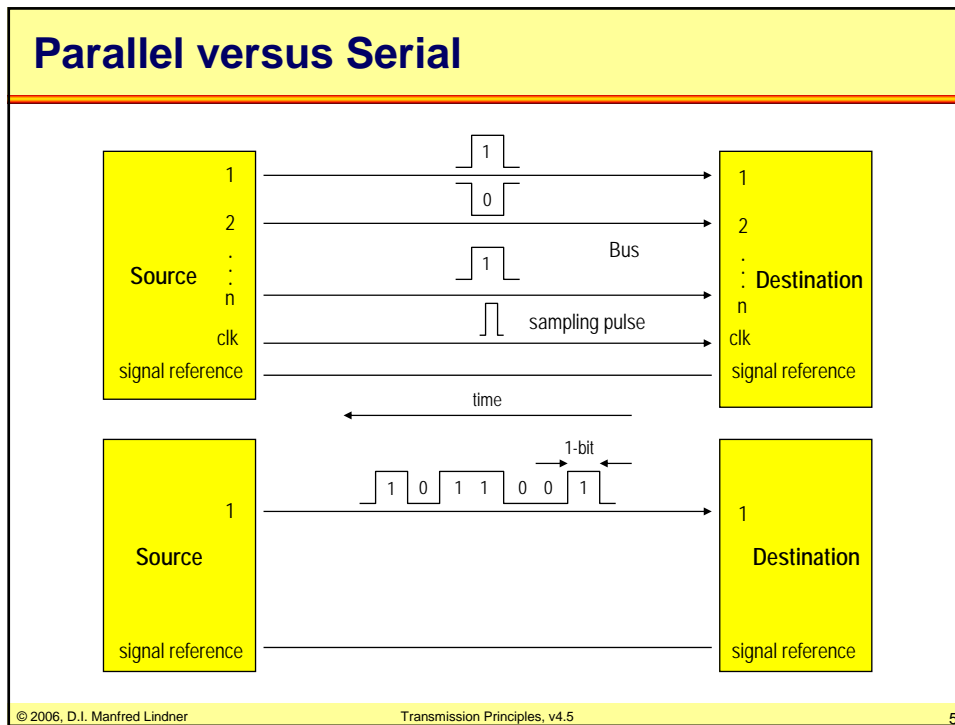 Parallel versus Serial
1
1 1
0
2 2
Bus
.
.
.
.
.
.
1
Source Destination
n n
sampling pulse
clk clk
signal reference signal reference
time
1-bit
1 0 1 1 0 0 1
1 1
Source Destination
signal reference signal reference
© 2006, D.I. Manfred Lindner Transmission Principles, v4.5 5